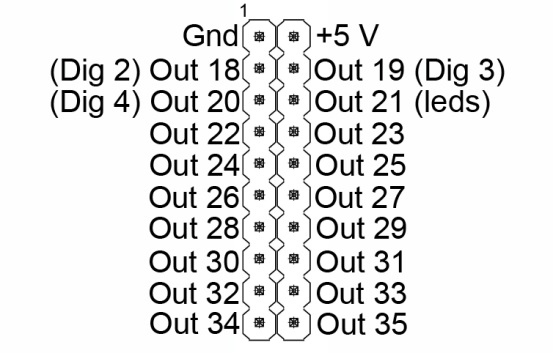 1
Gnd +5 V
(Dig 2) Out 18 Out 19 (Dig 3)
(Dig 4) Out 20 Out 21 (leds)
Out 22 Out 23
Out 24 Out 25
Out 26 Out 27
Out 28 Out 29
Out 30 Out 31
Out 32 Out 33
Out 34 Out 35